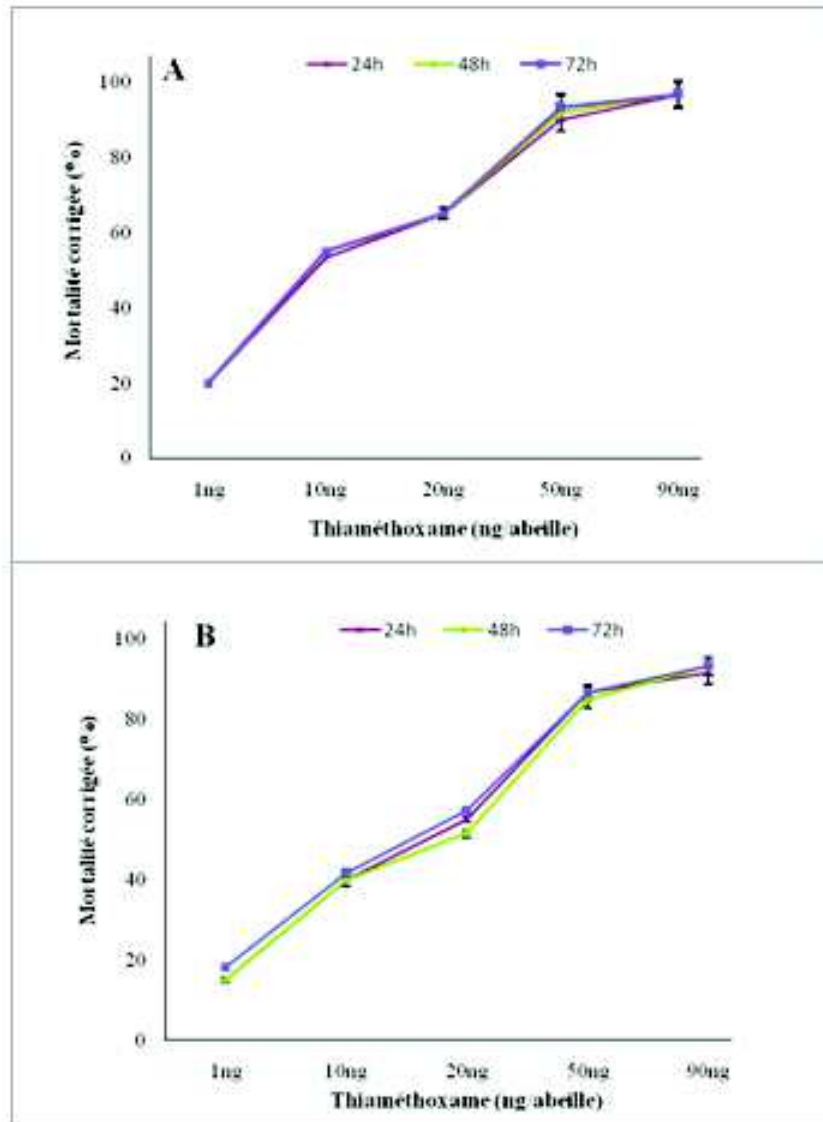 A
24h 48h 72h
Mortalité corrigée (%)
100
80
60
40
20
0
1ng 10ng 20ng 50ng 90ng
Thiaméthoxame (ng abeille)
B
24h 48h 72h
Mortalité corrigée (%)
100
80
60
40
20
0
1ng 10ng 20ng 50ng 90ng
Thiaméthoxame (ng/abeille)